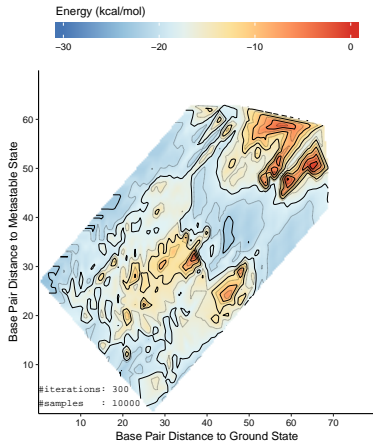 Energy (kcal/mol)
−30 −20 −10 0
Base Pair Distance to Metastable State
60
50
40
30
20
10
#iterations: 300
#samples : 10000
10 20 30 40 50 60 70
Base Pair Distance to Ground State